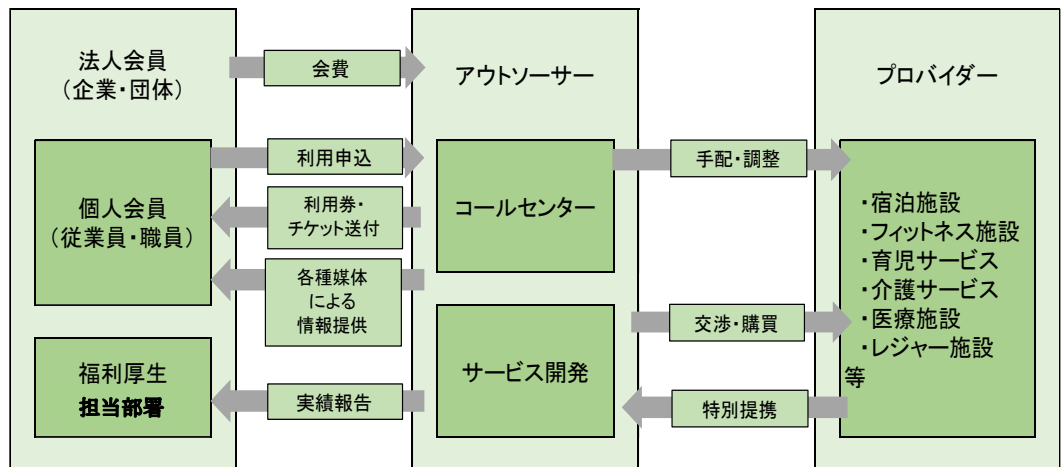 法人会員
（企業・団体）
会費
アウトソーサー
プロバイダー
個人会員
（従業員・職員）
利用申込
利用券・
チケット送付
各種媒体
による
情報提供
コールセンター
手配・調整
・宿泊施設
・フィットネス施設
・育児サービス
・介護サービス
・医療施設
・レジャー施設
等
福利厚生
担当部署
実績報告
サービス開発
交渉・購買
特別提携